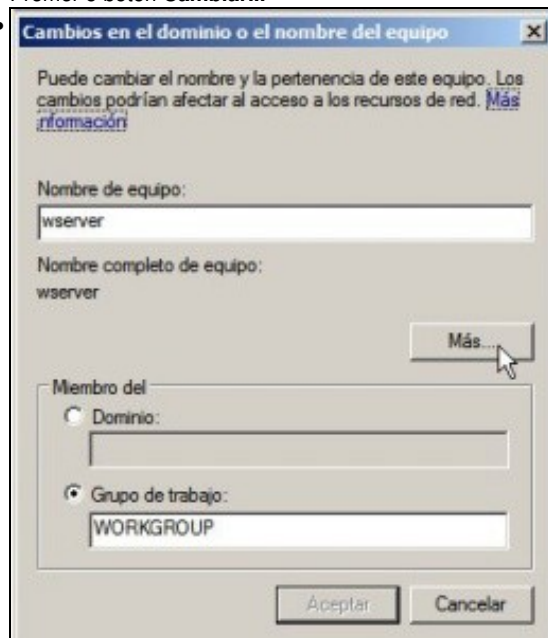 Cambios en el dominio o el nombre del equipo
Puede cambiar el nombre y la pertenencia de este equipo. Los
cambios podrían afectar al acceso a los recursos de red. Más
información
Nombre de equipo:
wserver
Nombre completo de equipo:
wserver
Más...
Miembro del
Dominio:
Grupo de trabajo:
WORKGROUP
Aceptar
Cancelar